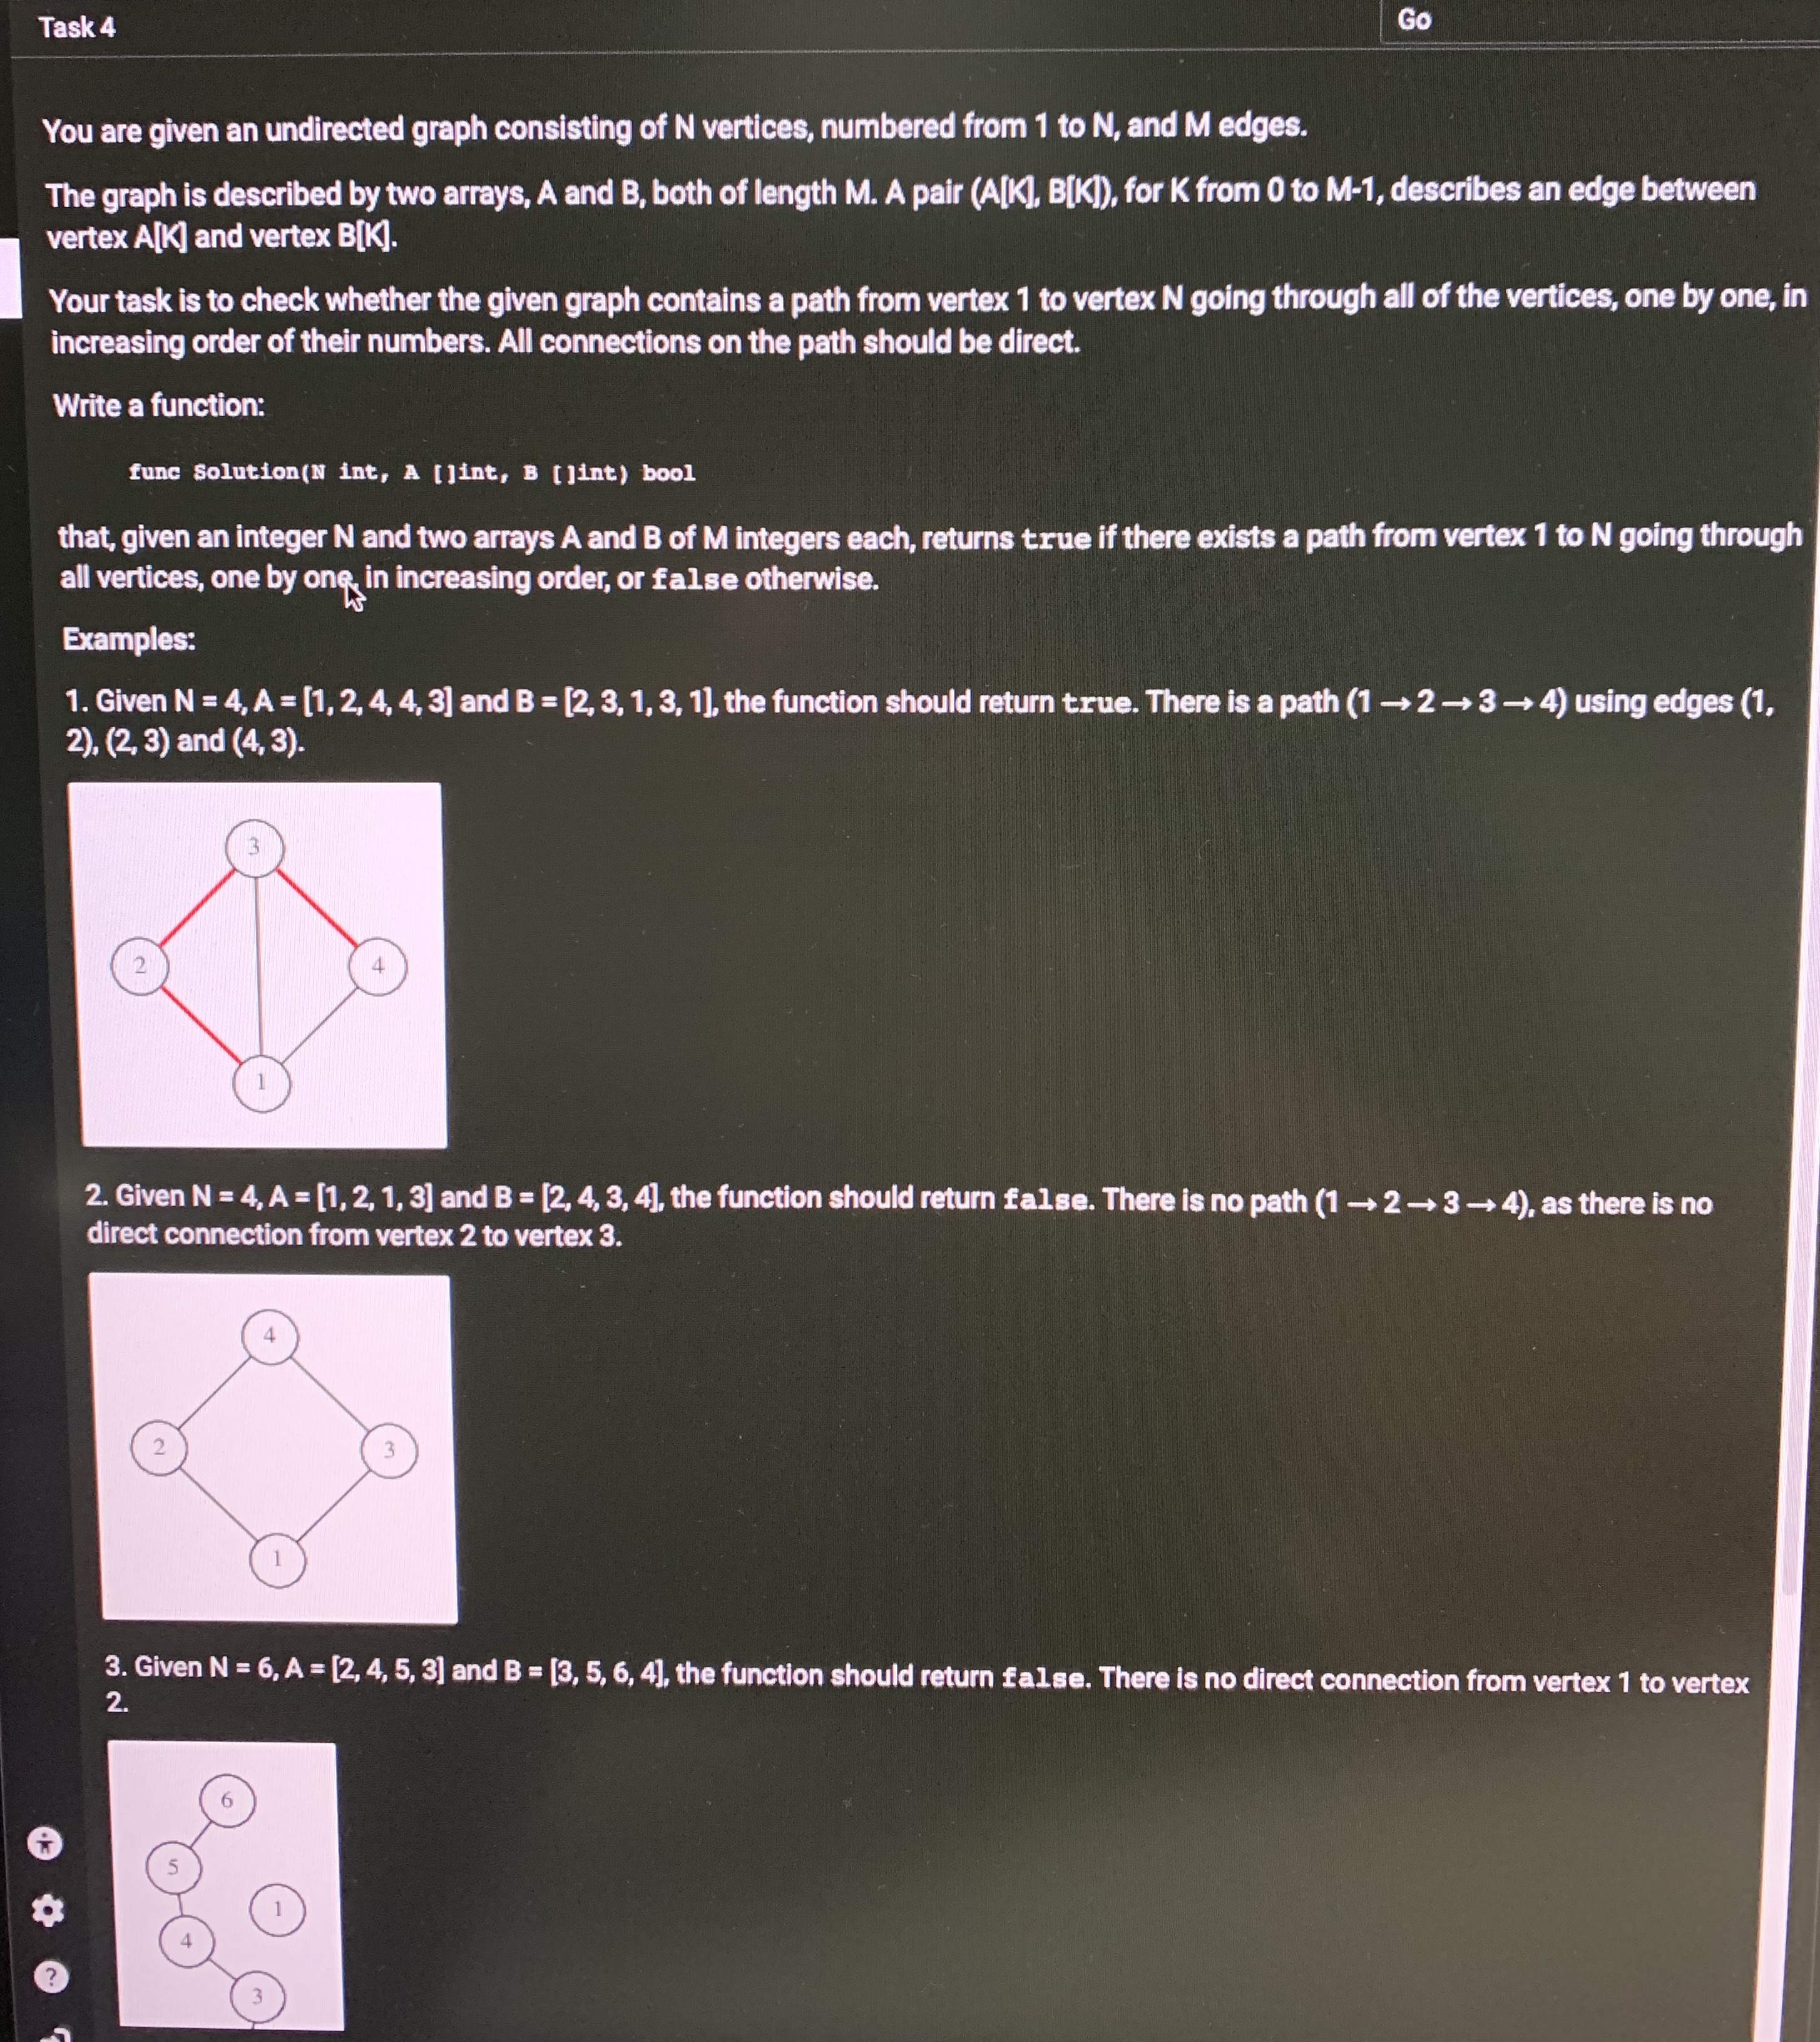 Task 4
Go
You are given an undirected graph consisting of N vertices, numbered from 1 to N, and M edges.
The graph is described by two arrays, A and B, both of length M. A pair (A[K], B[K]), for K from 0 to M-1, describes an edge between
vertex A[K] and vertex B[K].
Your task is to check whether the given graph contains a path from vertex 1 to vertex N going through all of the vertices, one by one, in
increasing order of their numbers. All connections on the path should be direct.
Write a function:
func Solution(N int, A []int, B []int) bool
that, given an integer N and two arrays A and B of M integers each, returns true if there exists a path from vertex 1 to N going through
all vertices, one by one, in increasing order, or false otherwise.
Examples:
1. Given N = 4, A = [1, 2, 4, 4, 3] and B = [2, 3, 1, 3, 1], the function should return true. There is a path (1 → 2 → 3 → 4) using edges (1,
2), (2, 3) and (4, 3).
3
2
4
1
2. Given N = 4, A = [1, 2, 1, 3] and B = [2, 4, 3, 4], the function should return false. There is no path (1 → 2 → 3 → 4), as there is no
direct connection from vertex 2 to vertex 3.
4
2
3
1
3. Given N = 6, A = [2, 4, 5, 3] and B = [3, 5, 6, 4], the function should return false. There is no direct connection from vertex 1 to vertex
2.
6
5
1
4
3
?